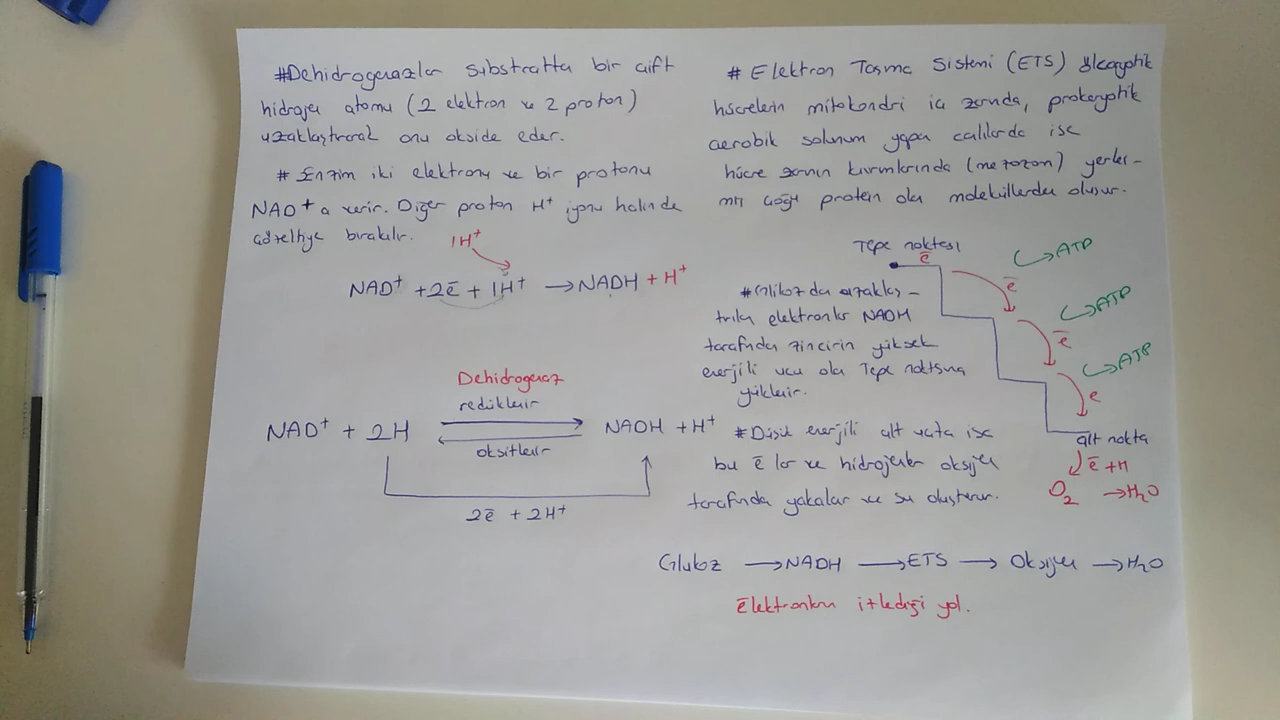 #Dehidrogenazlar substratta bir çift
hidrojen atomu (2 elektron ve 2 proton)
uzaklaştırarak onu okside eder.
# Enzim iki elektronu ve bir protonu
NAD⁺ a verir. Diğer proton H⁺ iyonu halinde
çözeltiye bırakılır.
1H⁺
NAD⁺ + 2ē + 1H⁺ → NADH + H⁺
Dehidrogenaz
redüklenir
NAD⁺ + 2H ⇌ NADH + H⁺
oksitlenir
2ē + 2H⁺
# Elektron Taşıma Sistemi (ETS) ökaryotik
hücrelerin mitokondri iç zarında, prokaryotik
aerobik solunum yapan canlılarda ise
hücre zarının kıvrımlarında (mezozom) yerleş-
miş çoğu protein olan moleküllerden oluşur.
Tepe noktası
ē
ATP
ē
ATP
ē
ATP
e
alt nokta
ē + H
O₂ → H₂O
#Glikozdan uzaklaş-
tırılan elektronlar NADH
tarafından zincirin yüksek
enerjili ucu olan Tepe noktasına
yüklenir.
#Düşük enerjili alt uçta ise
bu ē lar ve hidrojenler oksijen
tarafından yakalanır ve su oluşturur.
Glukoz → NADH → ETS → Oksijen → H₂O
Elektronların izlediği yol.